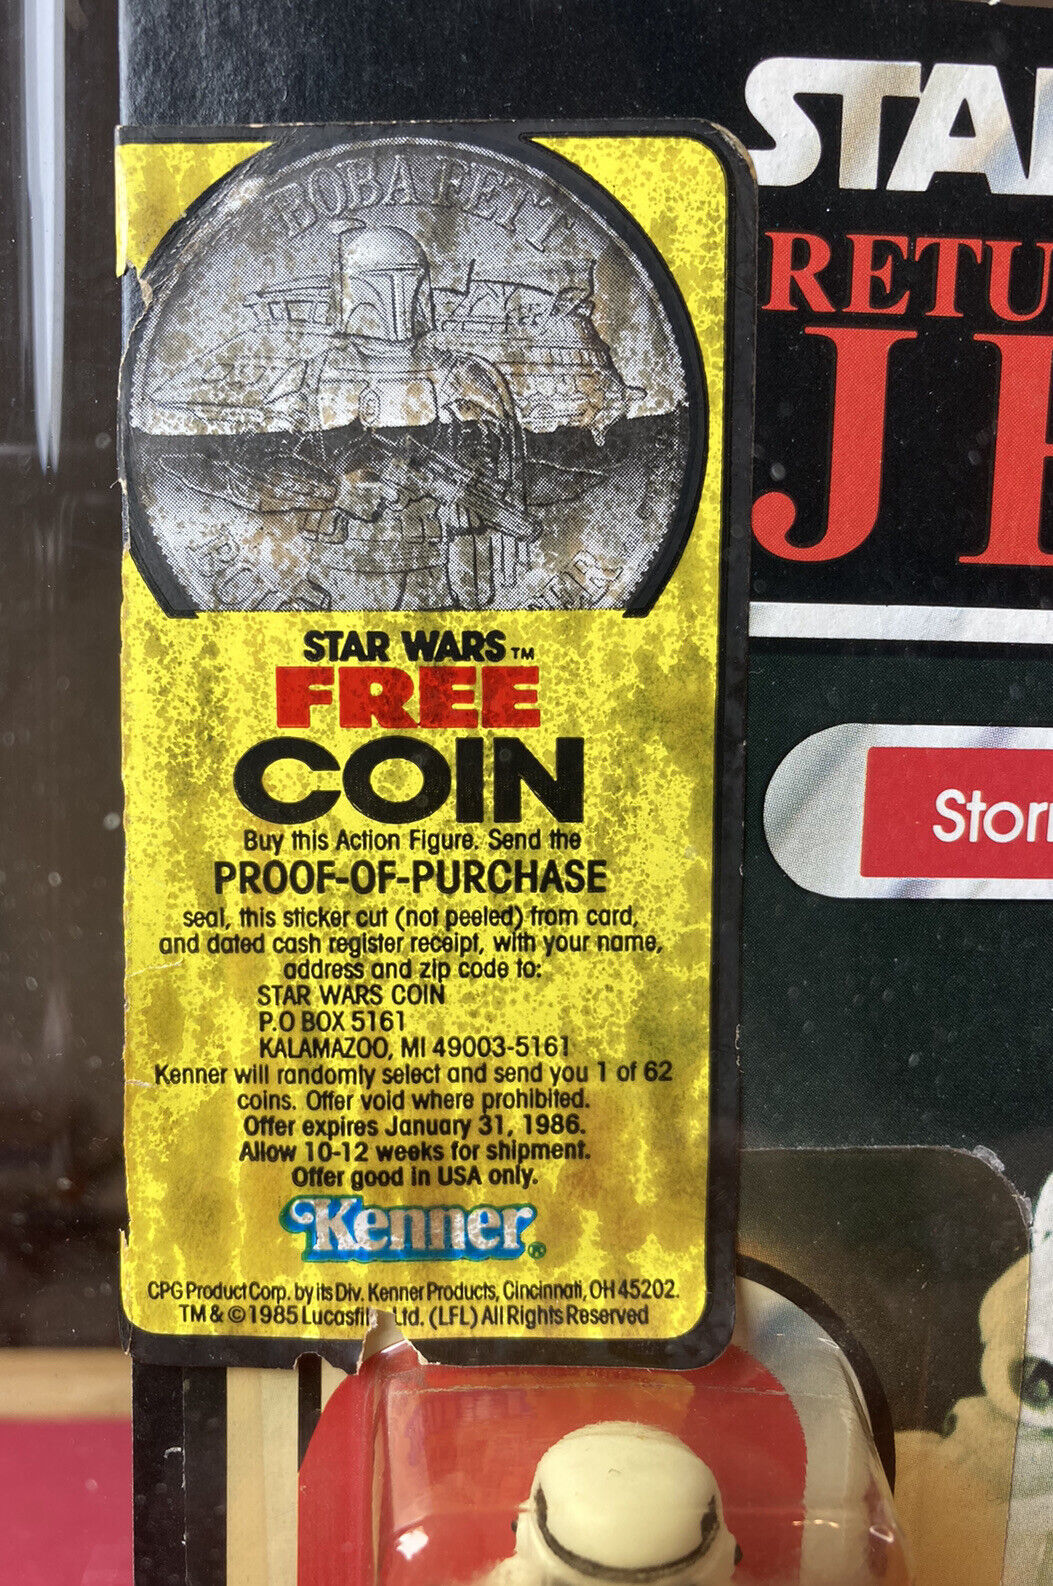 BOBA FETT
STAR WARS TM
FREE
COIN
Buy this Action Figure. Send the
PROOF-OF-PURCHASE
seal, this sticker cut (not peeled) from card,
and dated cash register receipt, with your name,
address and zip code to:
STAR WARS COIN
P.O BOX 5161
KALAMAZOO, MI 49003-5161
Kenner will randomly select and send you 1 of 62
coins. Offer void where prohibited.
Offer expires January 31, 1986.
Allow 10-12 weeks for shipment.
Offer good in USA only.
Kenner®
CPG Product Corp. by its Div. Kenner Products, Cincinnati, OH 45202.
TM & © 1985 Lucasfil Ltd. (LFL) All Rights Reserved
STA
RETU
J
Stor